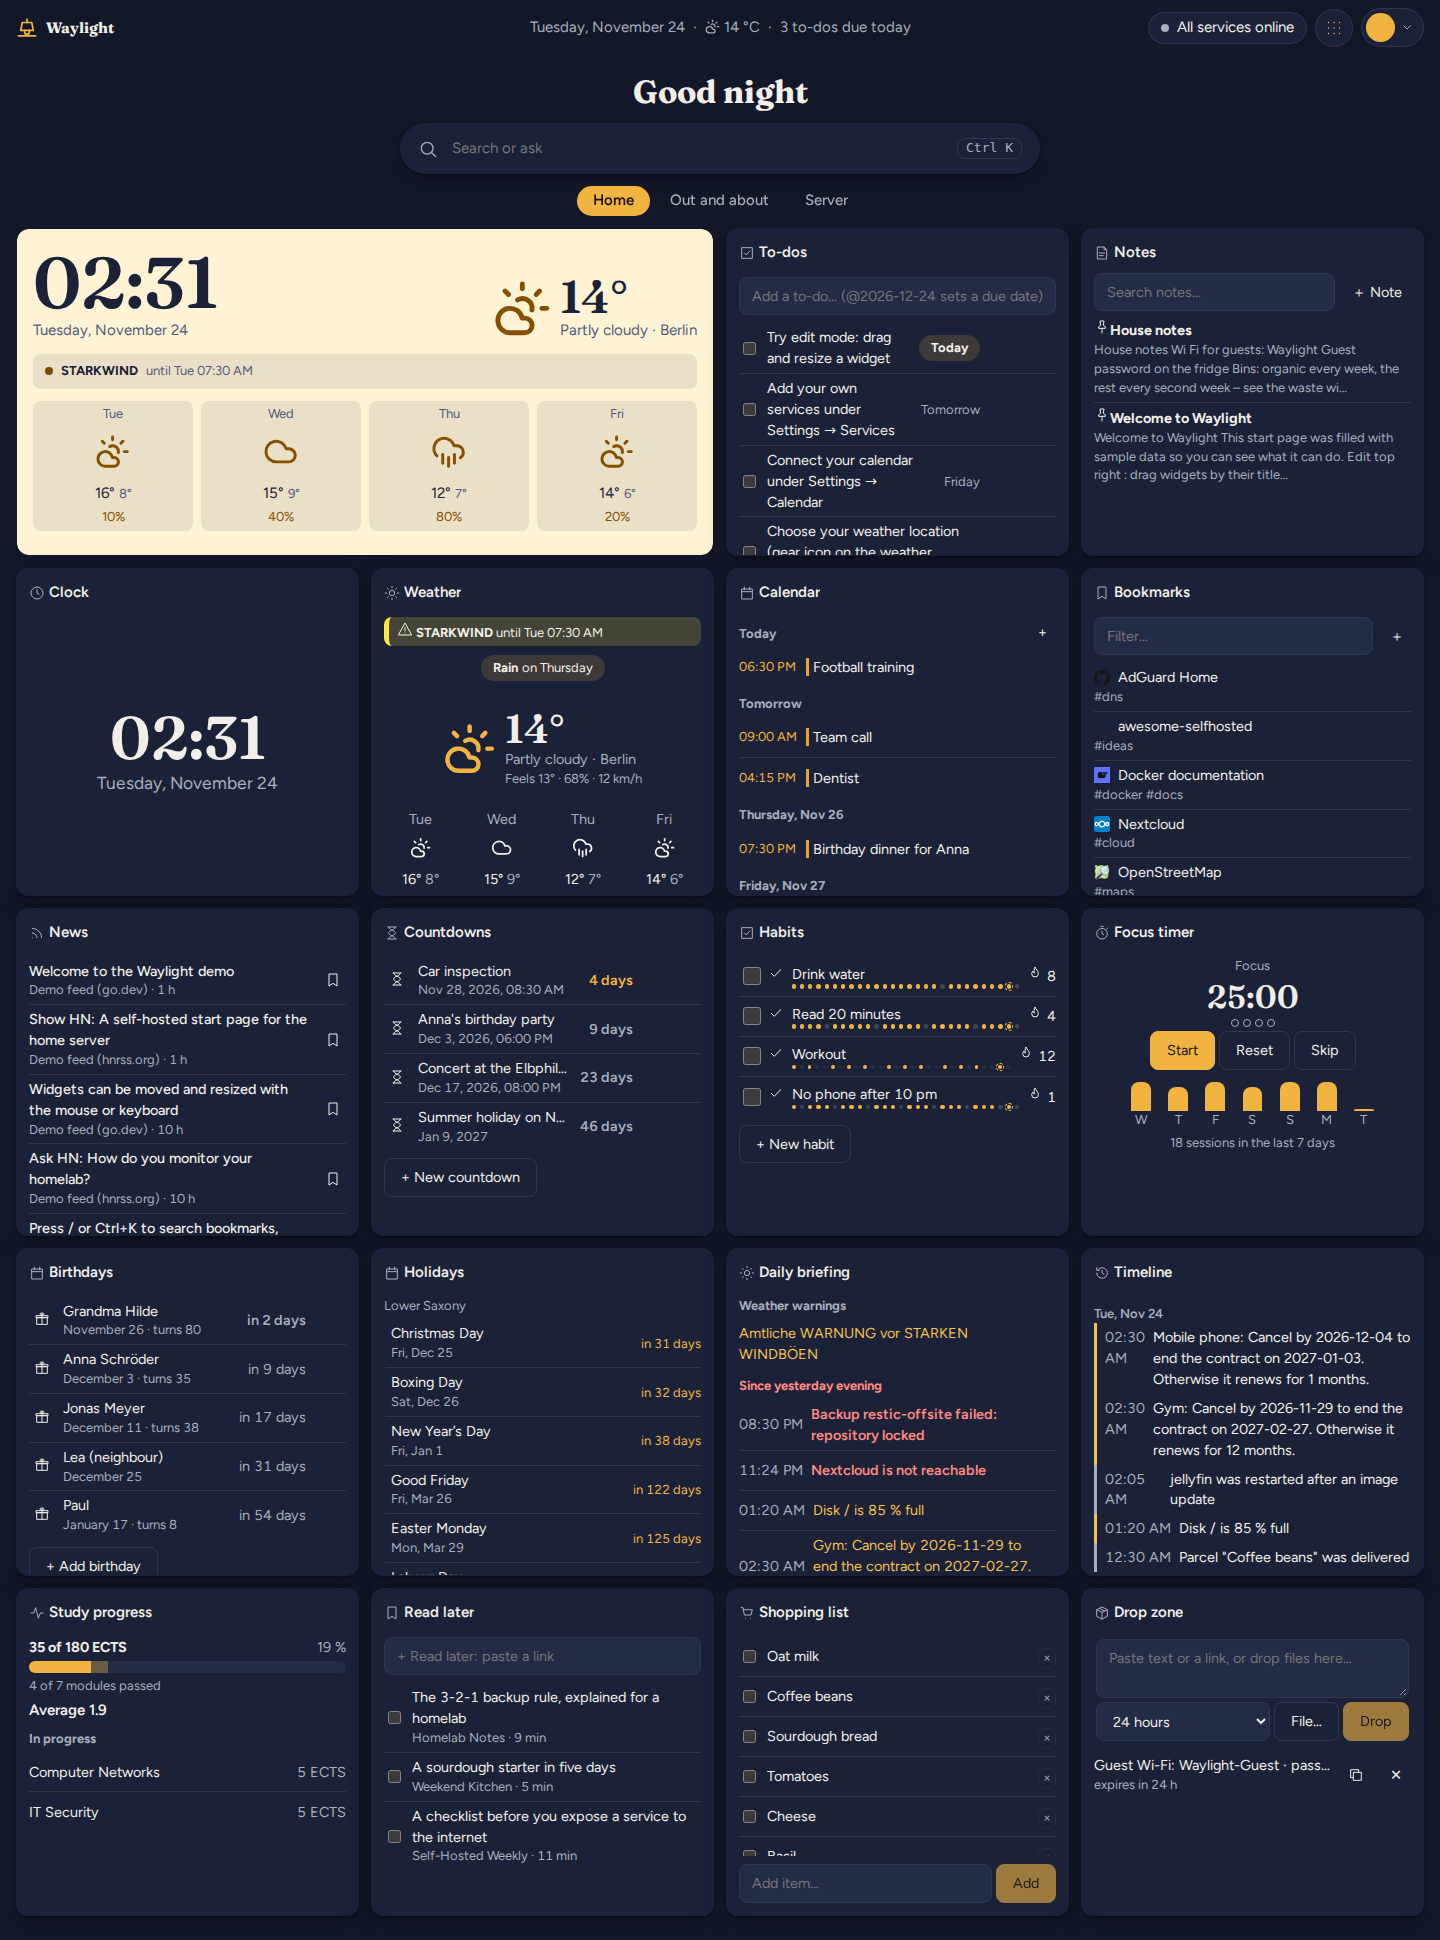 Waylight
Tuesday, November 24 · 14 °C · 3 to-dos due today
All services online
Good night
Search or ask
Ctrl K
Home
Out and about
Server
02:31
Tuesday, November 24
14°
Partly cloudy · Berlin
STARKWIND until Tue 07:30 AM
Tue
16° 8°
10%
Wed
15° 9°
40%
Thu
12° 7°
80%
Fri
14° 6°
20%
To-dos
Add a to-do... (@2026-12-24 sets a due date)
Try edit mode: drag
and resize a widget
Today
Add your own
services under
Settings → Services
Tomorrow
Connect your calendar
under Settings →
Calendar
Friday
Choose your weather location
(gear icon on the weather
Notes
Search notes...
+ Note
House notes
House notes Wi Fi for guests: Waylight Guest
password on the fridge Bins: organic every week, the
rest every second week – see the waste wi...
Welcome to Waylight
Welcome to Waylight This start page was filled with
sample data so you can see what it can do. Edit top
right : drag widgets by their title...
Clock
02:31
Tuesday, November 24
Weather
STARKWIND until Tue 07:30 AM
Rain on Thursday
14°
Partly cloudy · Berlin
Feels 13° · 68% · 12 km/h
Tue
16° 8°
Wed
15° 9°
Thu
12° 7°
Fri
14° 6°
Calendar
Today
+
06:30 PM Football training
Tomorrow
09:00 AM Team call
04:15 PM Dentist
Thursday, Nov 26
07:30 PM Birthday dinner for Anna
Friday, Nov 27
Bookmarks
Filter...
+
AdGuard Home
#dns
awesome-selfhosted
#ideas
Docker documentation
#docker #docs
Nextcloud
#cloud
OpenStreetMap
#maps
News
Welcome to the Waylight demo
Demo feed (go.dev) · 1 h
Show HN: A self-hosted start page for the
home server
Demo feed (hnrss.org) · 1 h
Widgets can be moved and resized with
the mouse or keyboard
Demo feed (go.dev) · 10 h
Ask HN: How do you monitor your
homelab?
Demo feed (hnrss.org) · 10 h
Press / or Ctrl+K to search bookmarks,
Countdowns
Car inspection
Nov 28, 2026, 08:30 AM
4 days
Anna's birthday party
Dec 3, 2026, 06:00 PM
9 days
Concert at the Elbphil...
Dec 17, 2026, 08:00 PM
23 days
Summer holiday on N...
Jan 9, 2027
46 days
+ New countdown
Habits
Drink water
8
Read 20 minutes
4
Workout
12
No phone after 10 pm
1
+ New habit
Focus timer
Focus
25:00
Start
Reset
Skip
W T F S S M T
18 sessions in the last 7 days
Birthdays
Grandma Hilde
November 26 · turns 80
in 2 days
Anna Schröder
December 3 · turns 35
in 9 days
Jonas Meyer
December 11 · turns 38
in 17 days
Lea (neighbour)
December 25
in 31 days
Paul
January 17 · turns 8
in 54 days
+ Add birthday
Holidays
Lower Saxony
Christmas Day
Fri, Dec 25
in 31 days
Boxing Day
Sat, Dec 26
in 32 days
New Year's Day
Fri, Jan 1
in 38 days
Good Friday
Fri, Mar 26
in 122 days
Easter Monday
Mon, Mar 29
in 125 days
Daily briefing
Weather warnings
Amtliche WARNUNG vor STARKEN
WINDBÖEN
Since yesterday evening
08:30 PM Backup restic-offsite failed:
repository locked
11:24 PM Nextcloud is not reachable
01:20 AM Disk / is 85 % full
02:30 AM Gym: Cancel by 2026-11-29 to
end the contract on 2027-02-27.
Timeline
Tue, Nov 24
02:30 AM Mobile phone: Cancel by 2026-12-04 to
end the contract on 2027-01-03.
Otherwise it renews for 1 months.
02:30 AM Gym: Cancel by 2026-11-29 to end the
contract on 2027-02-27. Otherwise it
renews for 12 months.
02:05 AM jellyfin was restarted after an image
update
01:20 AM Disk / is 85 % full
12:30 AM Parcel "Coffee beans" was delivered
Study progress
35 of 180 ECTS
19 %
4 of 7 modules passed
Average 1.9
In progress
Computer Networks
5 ECTS
IT Security
5 ECTS
Read later
+ Read later: paste a link
The 3-2-1 backup rule, explained for a
homelab
Homelab Notes · 9 min
A sourdough starter in five days
Weekend Kitchen · 5 min
A checklist before you expose a service to
the internet
Self-Hosted Weekly · 11 min
Shopping list
Oat milk
×
Coffee beans
×
Sourdough bread
×
Tomatoes
×
Cheese
×
Basil
Add item...
Add
Drop zone
Paste text or a link, or drop files here...
24 hours
File...
Drop
Guest Wi-Fi: Waylight-Guest · pass...
expires in 24 h
×